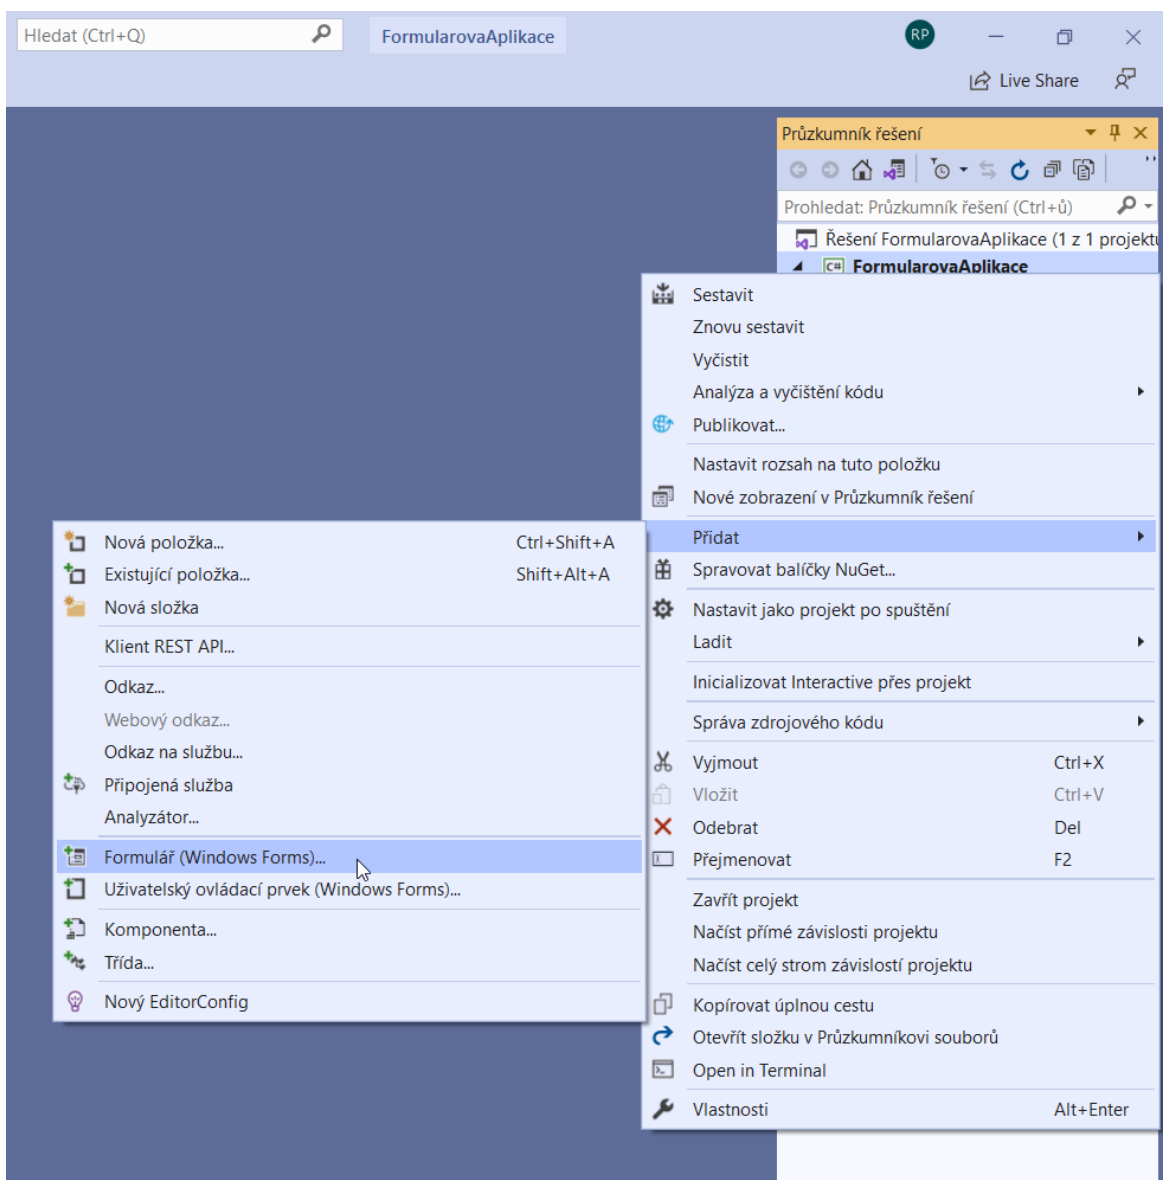 Hledat (Ctrl+Q)
FormularovaAplikace
RP
Live Share
Průzkumník řešení
Prohledat: Průzkumník řešení (Ctrl+ů)
Řešení FormularovaAplikace (1 z 1 projektu
C# FormularovaAplikace
Sestavit
Znovu sestavit
Vyčistit
Analýza a vyčištění kódu
Publikovat...
Nastavit rozsah na tuto položku
Nové zobrazení v Průzkumník řešení
Přidat
Spravovat balíčky NuGet...
Nastavit jako projekt po spuštění
Ladit
Inicializovat Interactive přes projekt
Správa zdrojového kódu
Vyjmout Ctrl+X
Vložit Ctrl+V
Odebrat Del
Přejmenovat F2
Zavřít projekt
Načíst přímé závislosti projektu
Načíst celý strom závislostí projektu
Kopírovat úplnou cestu
Otevřít složku v Průzkumníkovi souborů
Open in Terminal
Vlastnosti Alt+Enter
Nová položka... Ctrl+Shift+A
Existující položka... Shift+Alt+A
Nová složka
Klient REST API...
Odkaz...
Webový odkaz...
Odkaz na službu...
Připojená služba
Analyzátor...
Formulář (Windows Forms)...
Uživatelský ovládací prvek (Windows Forms)...
Komponenta...
Třída...
Nový EditorConfig